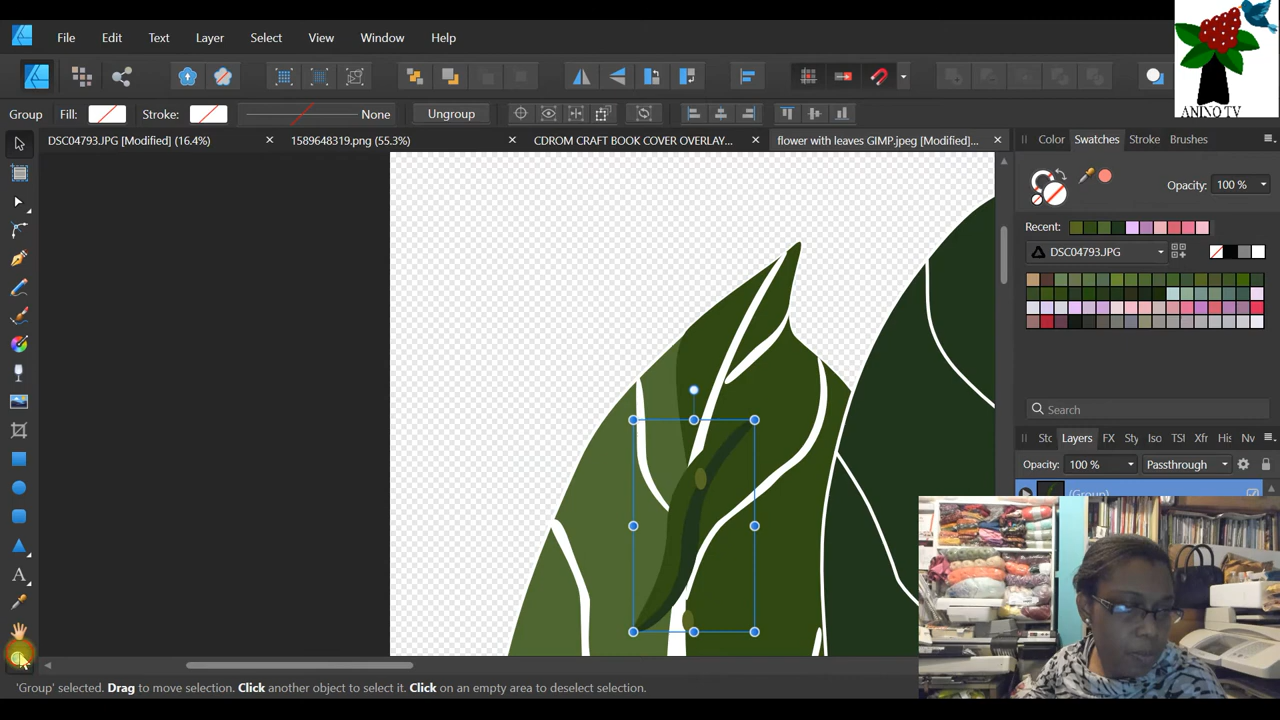 File Edit Text Layer Select View Window Help
ANINO TV
Group Fill: Stroke: None Ungroup
DSC04793.JPG [Modified] (16.4%) 1589648319.png (55.3%) CDROM CRAFT BOOK COVER OVERLAY... flower with leaves GIMP.jpeg [Modified]...
Color Swatches Stroke Brushes
Opacity: 100 %
Recent:
DSC04793.JPG
Search
Stc Layers FX Sty Iso TSI Xfr His Nv
Opacity: 100 % Passthrough
(Group)
A
'Group' selected. Drag to move selection. Click another object to select it. Click on an empty area to deselect selection.